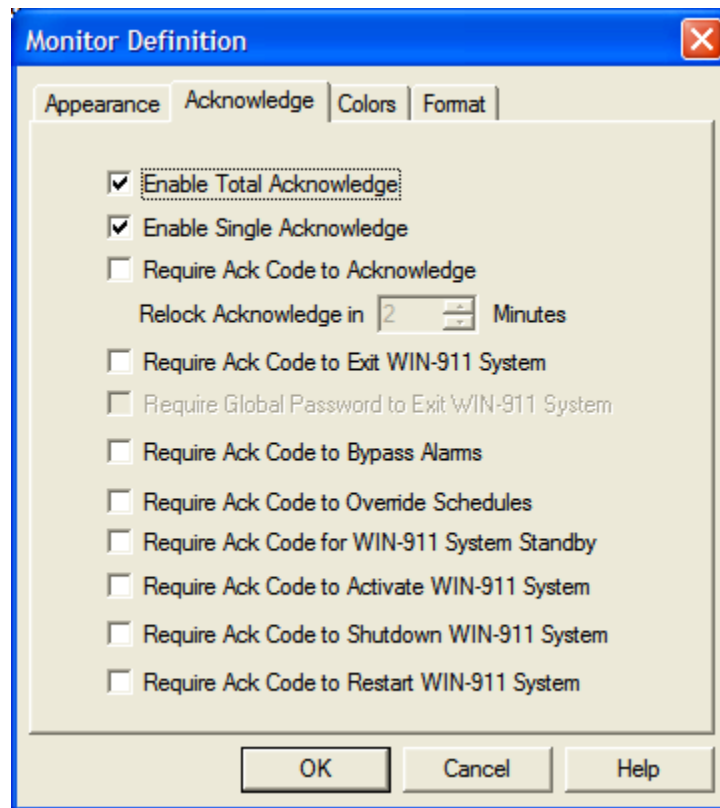 Monitor Definition
Appearance Acknowledge Colors Format
Enable Total Acknowledge
Enable Single Acknowledge
Require Ack Code to Acknowledge
Relock Acknowledge in 2 Minutes
Require Ack Code to Exit WIN-911 System
Require Global Password to Exit WIN-911 System
Require Ack Code to Bypass Alarms
Require Ack Code to Override Schedules
Require Ack Code for WIN-911 System Standby
Require Ack Code to Activate WIN-911 System
Require Ack Code to Shutdown WIN-911 System
Require Ack Code to Restart WIN-911 System
OK Cancel Help